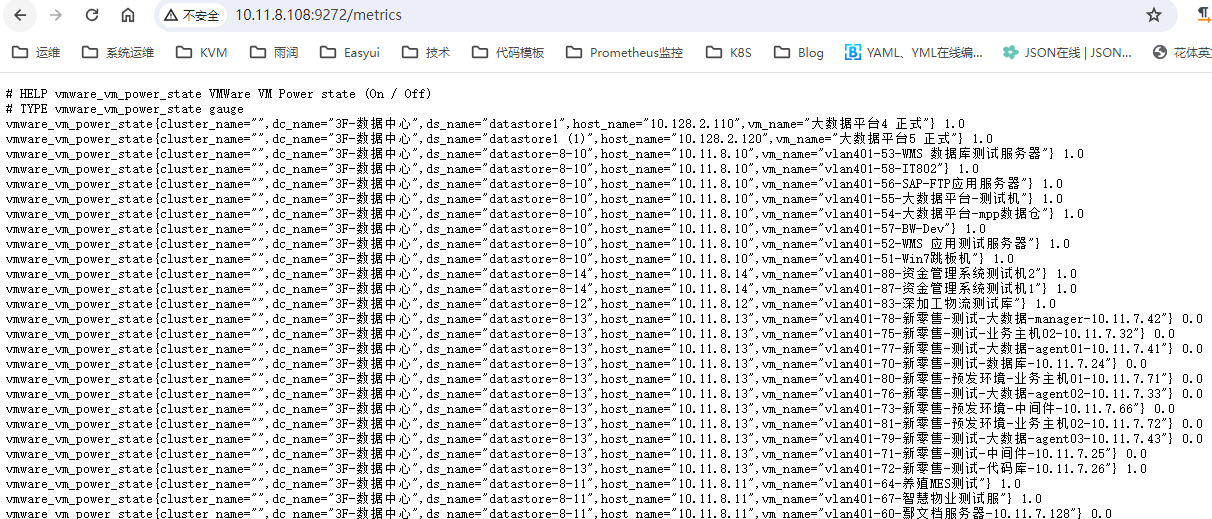 不安全 10.11.8.108:9272/metrics
运维 系统运维 KVM 雨润 Easyui 技术 代码模板 Prometheus监控 K8S Blog YAML、YML在线编... JSON在线 | JSON... 花体英
# HELP vmware_vm_power_state VMWare VM Power state (On / Off)
# TYPE vmware_vm_power_state gauge
vmware_vm_power_state{cluster_name="",dc_name="3F-数据中心",ds_name="datastore1",host_name="10.128.2.110",vm_name="大数据平台4 正式"} 1.0
vmware_vm_power_state{cluster_name="",dc_name="3F-数据中心",ds_name="datastore1 (1)",host_name="10.128.2.120",vm_name="大数据平台5 正式"} 1.0
vmware_vm_power_state{cluster_name="",dc_name="3F-数据中心",ds_name="datastore-8-10",host_name="10.11.8.10",vm_name="vlan401-53-WMS 数据库测试服务器"} 1.0
vmware_vm_power_state{cluster_name="",dc_name="3F-数据中心",ds_name="datastore-8-10",host_name="10.11.8.10",vm_name="vlan401-58-IT802"} 1.0
vmware_vm_power_state{cluster_name="",dc_name="3F-数据中心",ds_name="datastore-8-10",host_name="10.11.8.10",vm_name="vlan401-56-SAP-FTP应用服务器"} 1.0
vmware_vm_power_state{cluster_name="",dc_name="3F-数据中心",ds_name="datastore-8-10",host_name="10.11.8.10",vm_name="vlan401-55-大数据平台-测试机"} 1.0
vmware_vm_power_state{cluster_name="",dc_name="3F-数据中心",ds_name="datastore-8-10",host_name="10.11.8.10",vm_name="vlan401-54-大数据平台-mpp数据仓"} 1.0
vmware_vm_power_state{cluster_name="",dc_name="3F-数据中心",ds_name="datastore-8-10",host_name="10.11.8.10",vm_name="vlan401-57-BW-Dev"} 1.0
vmware_vm_power_state{cluster_name="",dc_name="3F-数据中心",ds_name="datastore-8-10",host_name="10.11.8.10",vm_name="vlan401-52-WMS 应用测试服务器"} 1.0
vmware_vm_power_state{cluster_name="",dc_name="3F-数据中心",ds_name="datastore-8-10",host_name="10.11.8.10",vm_name="vlan401-51-Win7跳板机"} 1.0
vmware_vm_power_state{cluster_name="",dc_name="3F-数据中心",ds_name="datastore-8-14",host_name="10.11.8.14",vm_name="vlan401-88-资金管理系统测试机2"} 1.0
vmware_vm_power_state{cluster_name="",dc_name="3F-数据中心",ds_name="datastore-8-14",host_name="10.11.8.14",vm_name="vlan401-87-资金管理系统测试机1"} 1.0
vmware_vm_power_state{cluster_name="",dc_name="3F-数据中心",ds_name="datastore-8-12",host_name="10.11.8.12",vm_name="vlan401-83-深加工物流测试库"} 1.0
vmware_vm_power_state{cluster_name="",dc_name="3F-数据中心",ds_name="datastore-8-13",host_name="10.11.8.13",vm_name="vlan401-78-新零售-测试-大数据-manager-10.11.7.42"} 0.0
vmware_vm_power_state{cluster_name="",dc_name="3F-数据中心",ds_name="datastore-8-13",host_name="10.11.8.13",vm_name="vlan401-75-新零售-测试-业务主机02-10.11.7.32"} 0.0
vmware_vm_power_state{cluster_name="",dc_name="3F-数据中心",ds_name="datastore-8-13",host_name="10.11.8.13",vm_name="vlan401-77-新零售-测试-大数据-agent01-10.11.7.41"} 0.0
vmware_vm_power_state{cluster_name="",dc_name="3F-数据中心",ds_name="datastore-8-13",host_name="10.11.8.13",vm_name="vlan401-70-新零售-测试-数据库-10.11.7.24"} 0.0
vmware_vm_power_state{cluster_name="",dc_name="3F-数据中心",ds_name="datastore-8-13",host_name="10.11.8.13",vm_name="vlan401-80-新零售-预发环境-业务主机01-10.11.7.71"} 0.0
vmware_vm_power_state{cluster_name="",dc_name="3F-数据中心",ds_name="datastore-8-13",host_name="10.11.8.13",vm_name="vlan401-76-新零售-测试-大数据-agent02-10.11.7.33"} 0.0
vmware_vm_power_state{cluster_name="",dc_name="3F-数据中心",ds_name="datastore-8-13",host_name="10.11.8.13",vm_name="vlan401-73-新零售-预发环境-中间件-10.11.7.66"} 0.0
vmware_vm_power_state{cluster_name="",dc_name="3F-数据中心",ds_name="datastore-8-13",host_name="10.11.8.13",vm_name="vlan401-81-新零售-预发环境-业务主机02-10.11.7.72"} 0.0
vmware_vm_power_state{cluster_name="",dc_name="3F-数据中心",ds_name="datastore-8-13",host_name="10.11.8.13",vm_name="vlan401-79-新零售-测试-大数据-agent03-10.11.7.43"} 0.0
vmware_vm_power_state{cluster_name="",dc_name="3F-数据中心",ds_name="datastore-8-13",host_name="10.11.8.13",vm_name="vlan401-71-新零售-测试-中间件-10.11.7.25"} 0.0
vmware_vm_power_state{cluster_name="",dc_name="3F-数据中心",ds_name="datastore-8-13",host_name="10.11.8.13",vm_name="vlan401-72-新零售-测试-代码库-10.11.7.26"} 1.0
vmware_vm_power_state{cluster_name="",dc_name="3F-数据中心",ds_name="datastore-8-11",host_name="10.11.8.11",vm_name="vlan401-64-养殖MES测试"} 1.0
vmware_vm_power_state{cluster_name="",dc_name="3F-数据中心",ds_name="datastore-8-11",host_name="10.11.8.11",vm_name="vlan401-67-智慧物业测试服"} 1.0
vmware_vm_power_state{cluster_name="",dc_name="3F-数据中心",ds_name="datastore-8-11",host_name="10.11.8.11",vm_name="vlan401-60-鄢文档服务器-10.11.7.128"} 0.0